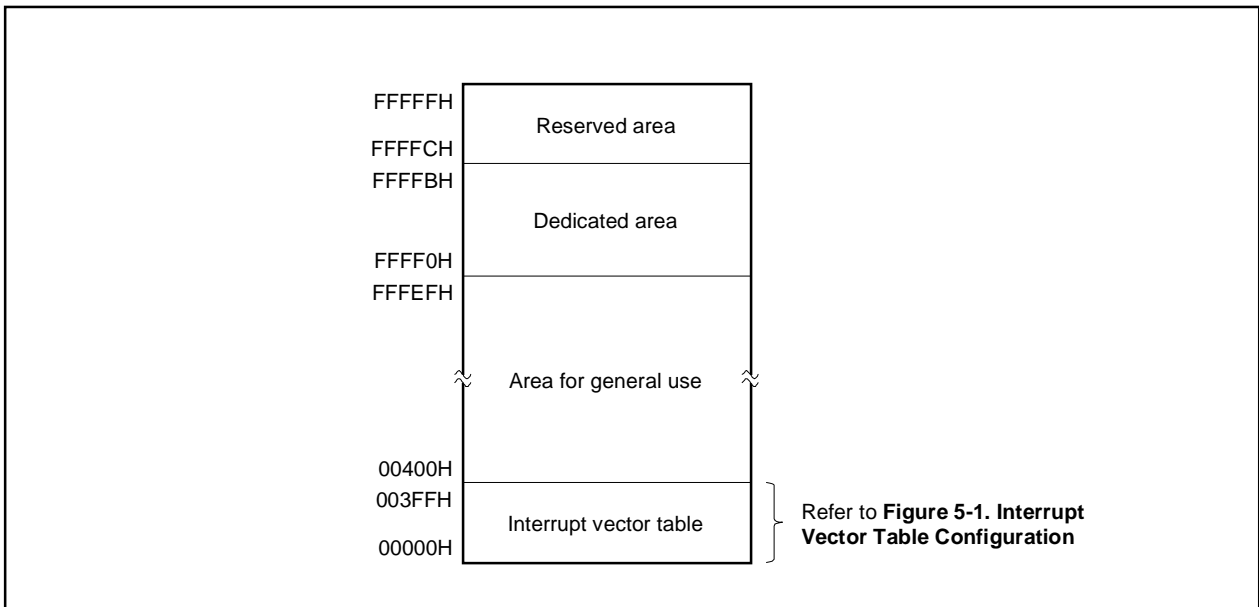 FFFFFH
Reserved area
FFFFCH
FFFFBH
Dedicated area
FFFF0H
FFFEFH
Area for general use
00400H
003FFH
Interrupt vector table
00000H
Refer to Figure 5-1. Interrupt
Vector Table Configuration